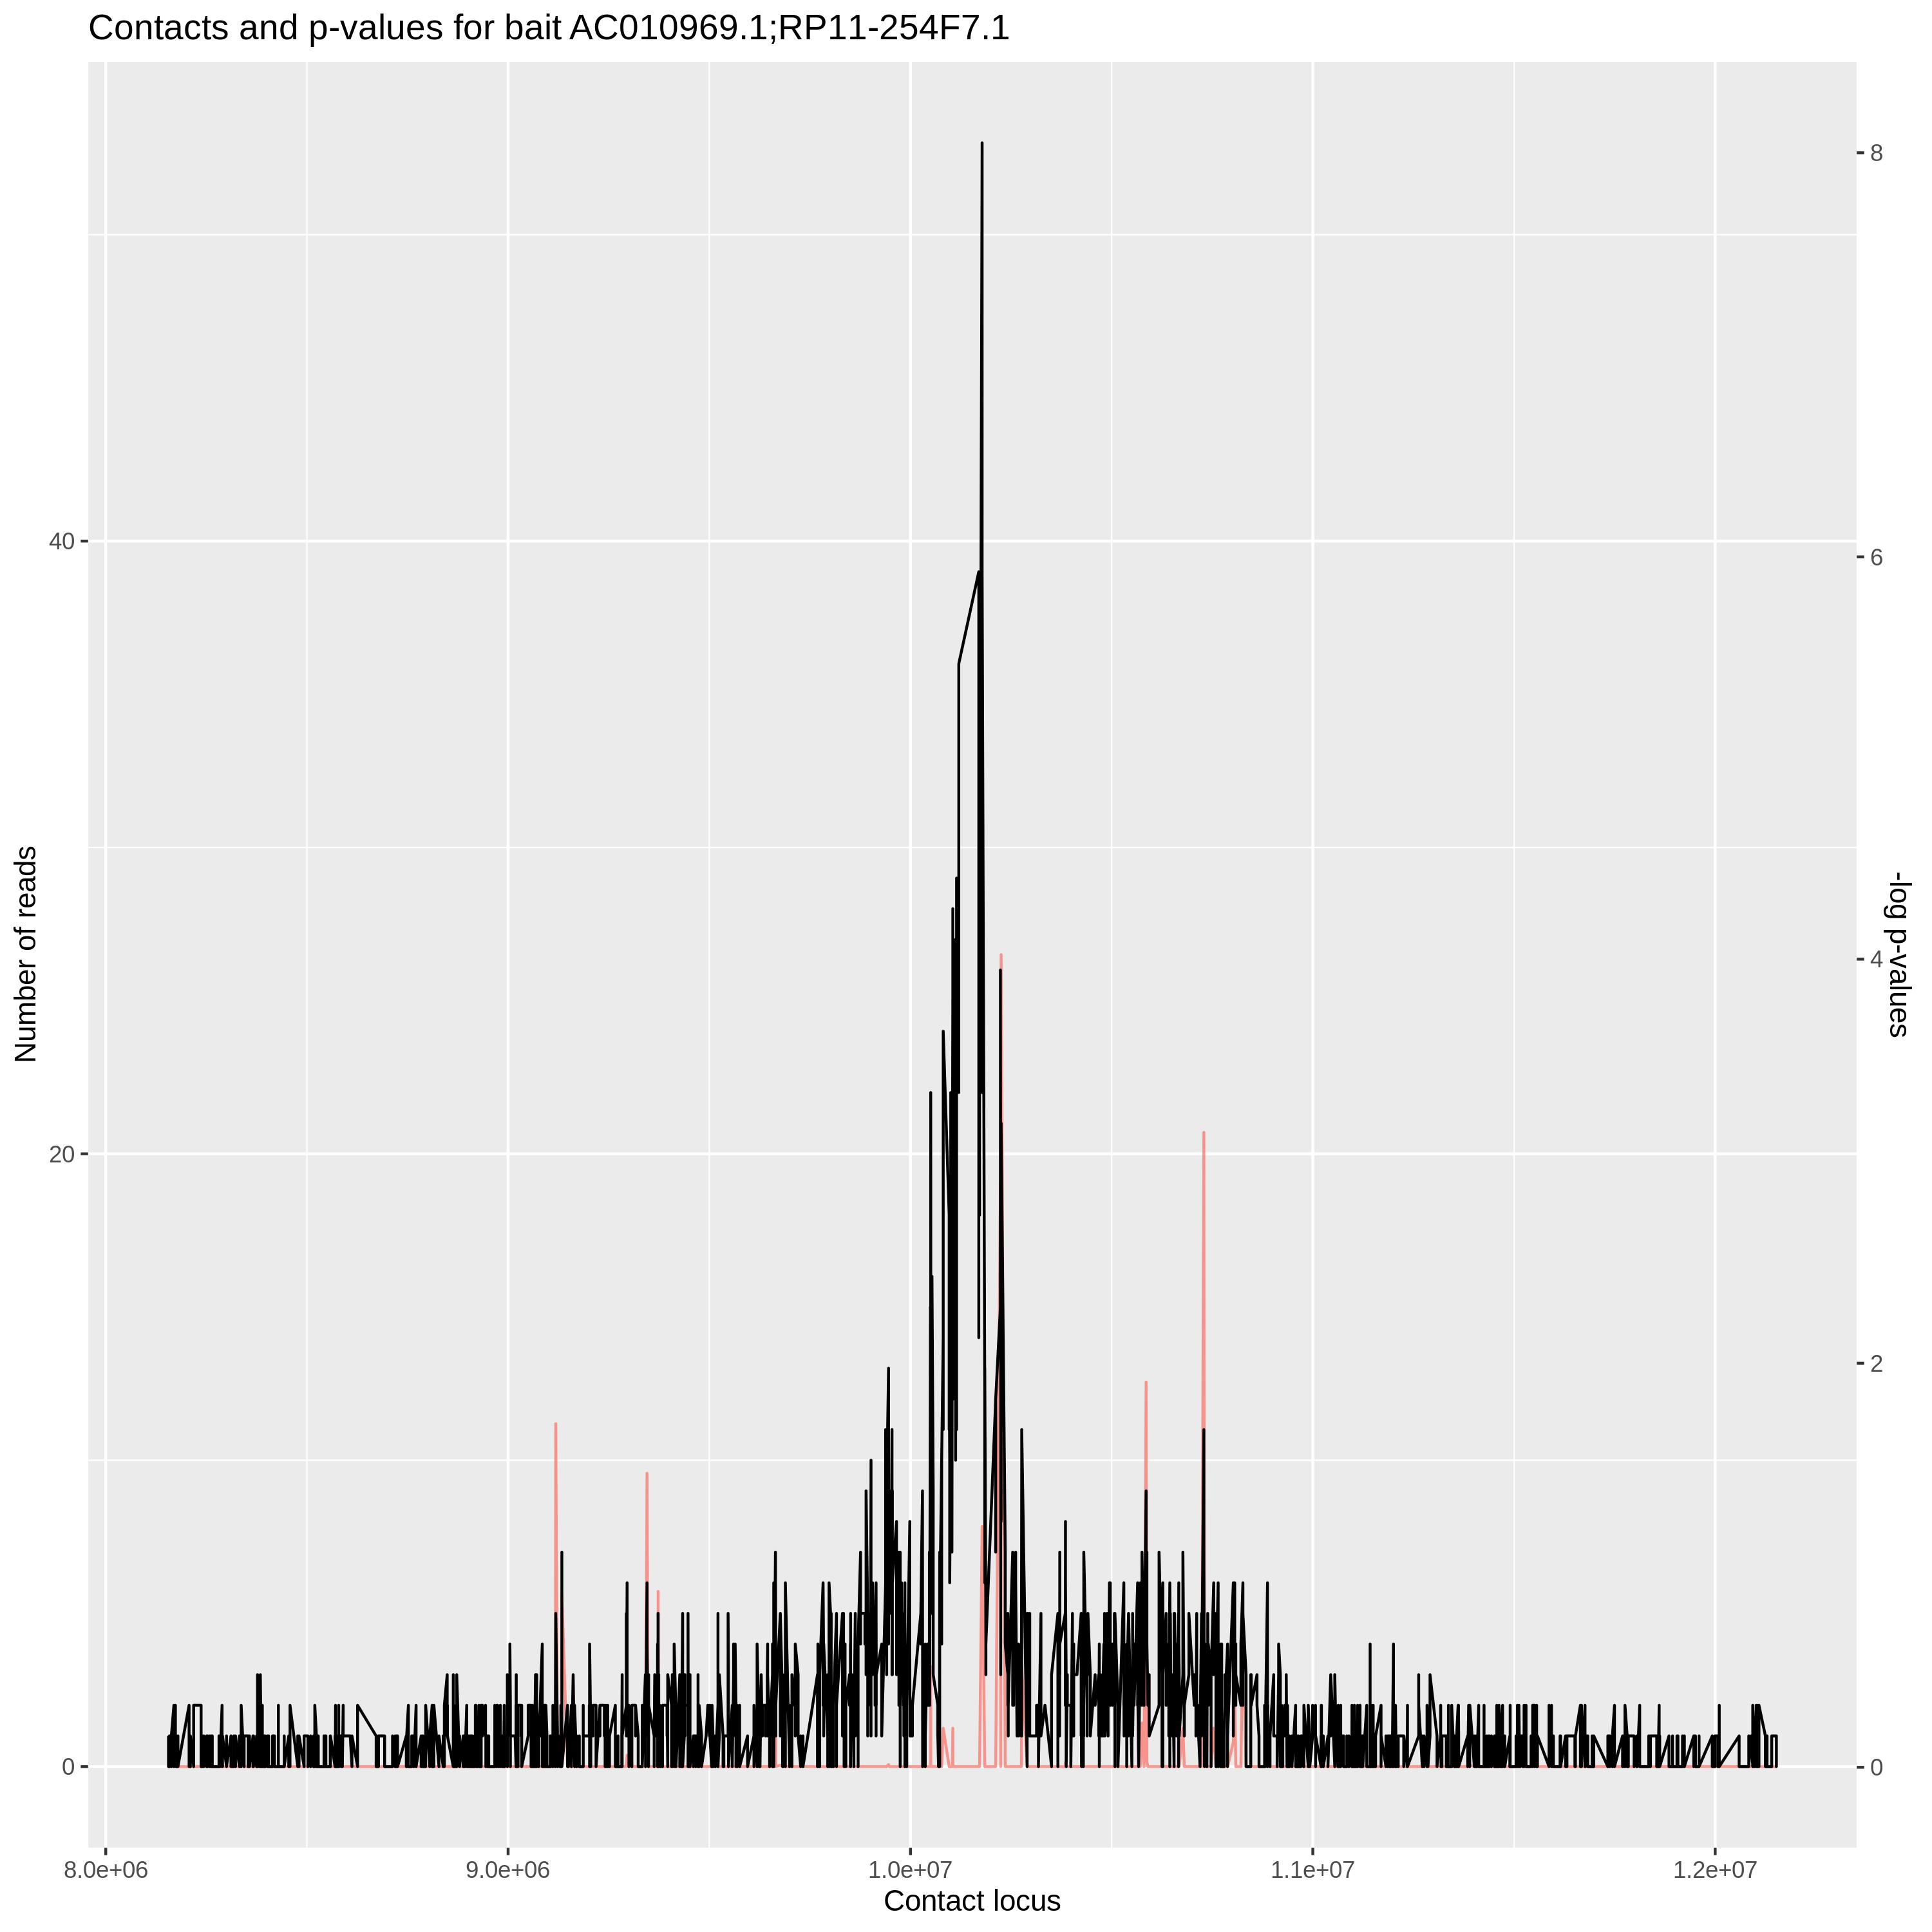 Contacts and p-values for bait AC010969.1;RP11-254F7.1
8
40
6
Number of reads
-log p-values
4
20
2
0
0
8.0e+06 9.0e+06 1.0e+07 1.1e+07 1.2e+07
Contact locus